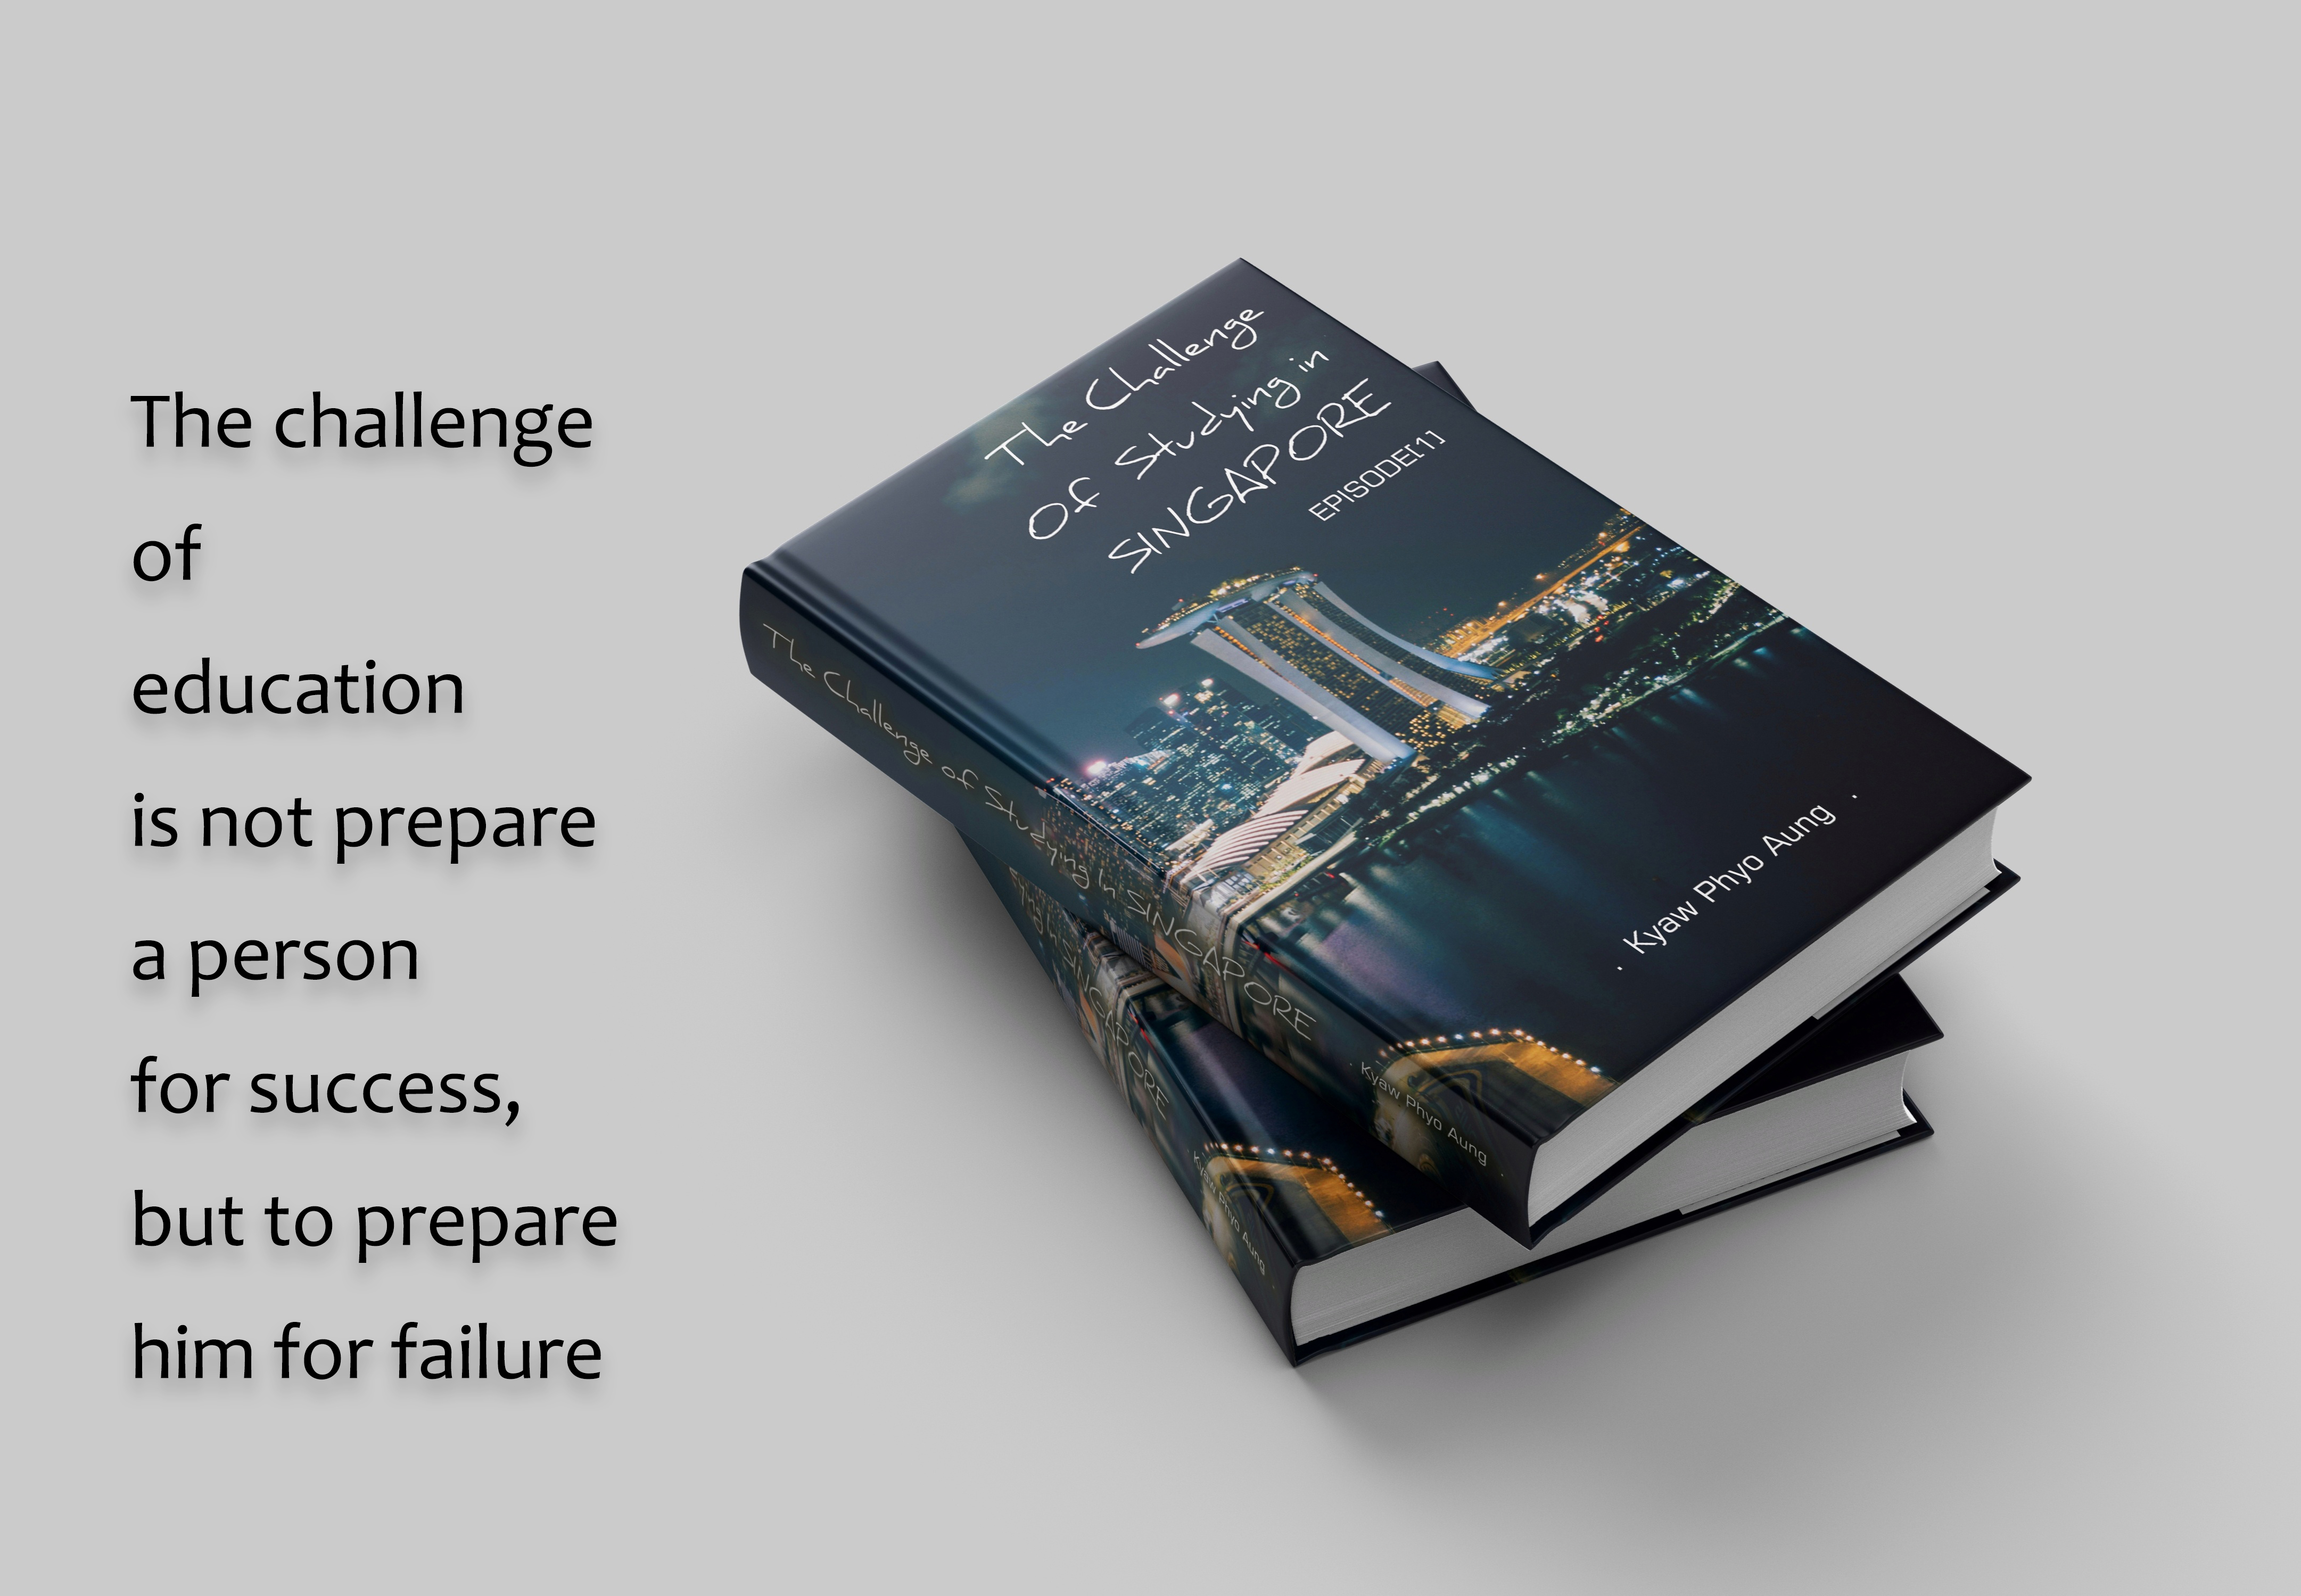 The challenge
of
education
is not prepare
a person
for success,
but to prepare
him for failure
The Challenge
Of Studying in
SINGAPORE
EPISODE[1]
. Kyaw Phyo Aung .
The Challenge of Studying In SINGAPORE
. Kyaw Phyo Aung .
ying In SINGAPORE
. Kyaw Phyo Aung .